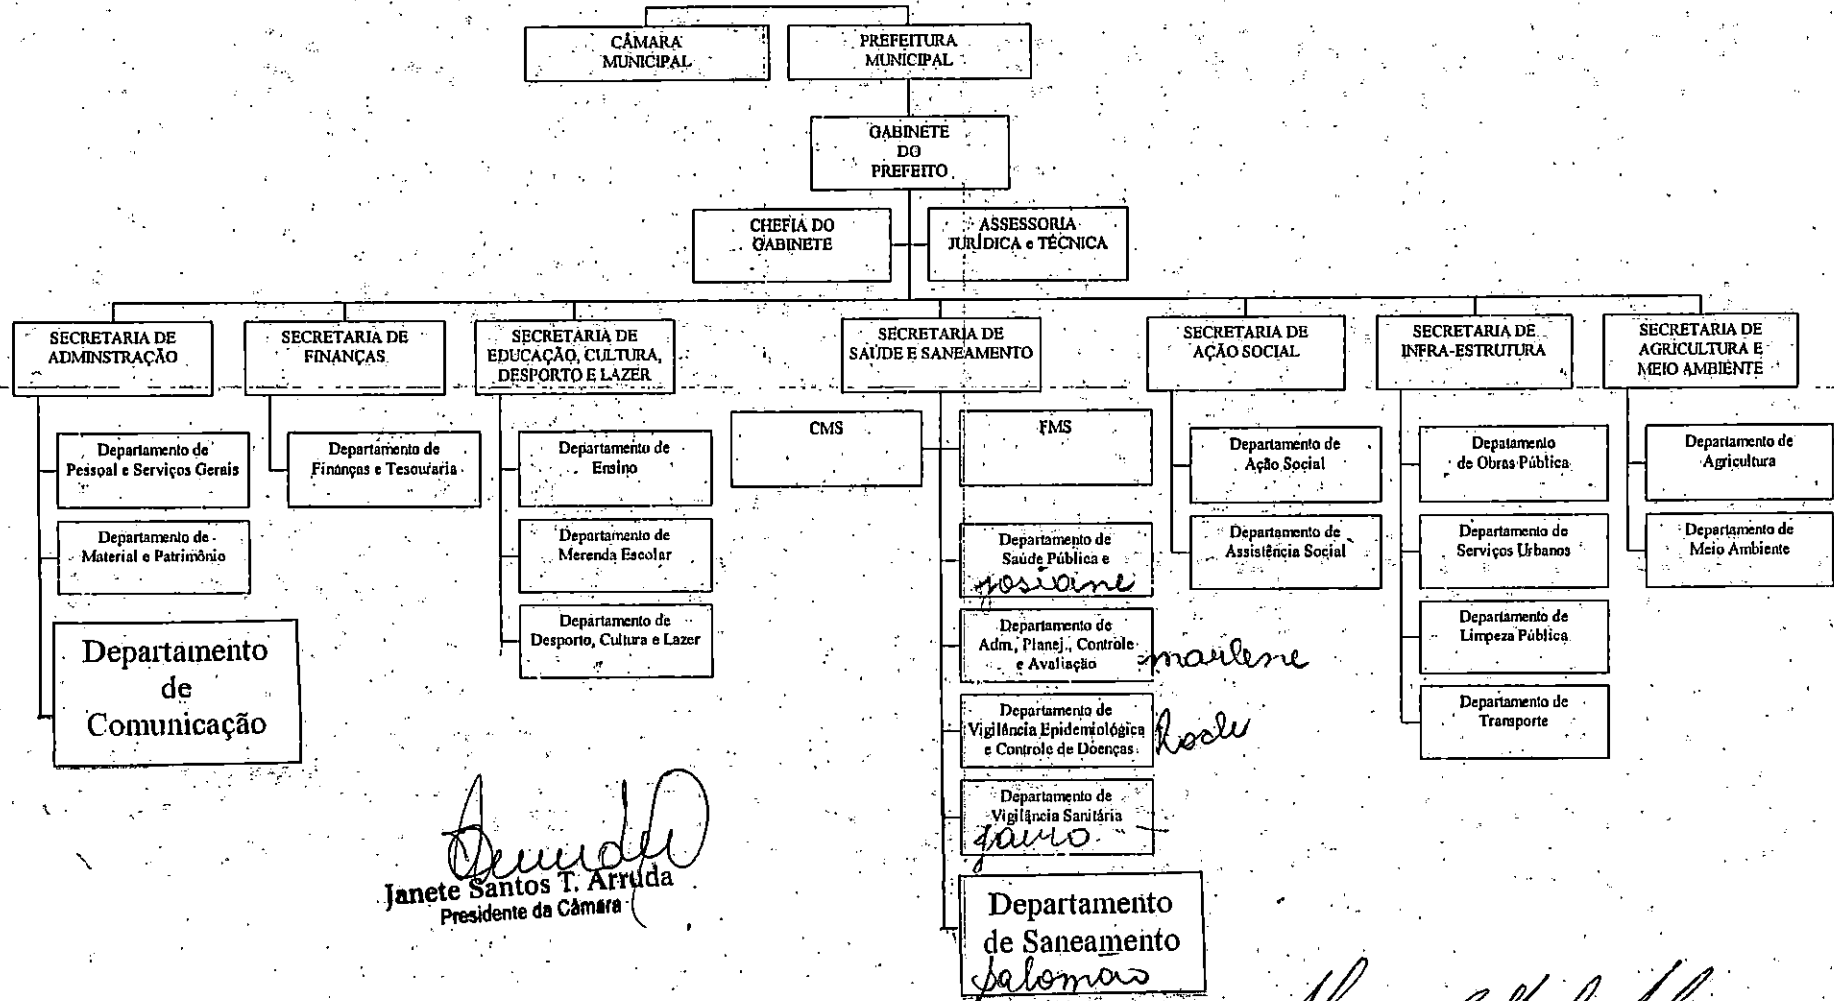 CÂMARA
MUNICIPAL
PREFEITURA
MUNICIPAL
GABINETE
DO
PREFEITO
CHEFIA DO
GABINETE
ASSESSORIA
JURÍDICA e TÉCNICA
SECRETARIA DE
ADMINSTRAÇÃO
SECRETARIA DE
FINANÇAS
SECRETARIA DE
EDUCAÇÃO, CULTURA,
DESPORTO E LAZER
SECRETARIA DE
SAÚDE E SANEAMENTO
SECRETARIA DE
AÇÃO SOCIAL
SECRETARIA DE
INFRA-ESTRUTURA
SECRETARIA DE
AGRICULTURA E
MEIO AMBIENTE
Departamento de
Pessoal e Serviços Gerais
Departamento de
Material e Patrimônio
Departamento
de
Comunicação
Departamento de
Finanças e Tesouraria
Departamento de
Ensino
Departamento de
Merenda Escolar
Departamento de
Desporto, Cultura e Lazer
CMS
FMS
Departamento de
Saúde Pública e
josiane
Departamento de
Adm., Planej., Controle
e Avaliação
marlene
Departamento de
Vigilância Epidemiológica
e Controle de Doenças
Departamento de
Vigilância Sanitária
jauro
Departamento
de Saneamento
Salomão
Departamento de
Ação Social
Departamento de
Assistência Social
Depatamento
de Obras Pública
Departamento de
Serviços Urbanos
Departamento de
Limpeza Pública
Departamento de
Transporte
Departamento de
Agricultura
Departamento de
Meio Ambiente
Janete Santos T. Arruda
Presidente da Câmara